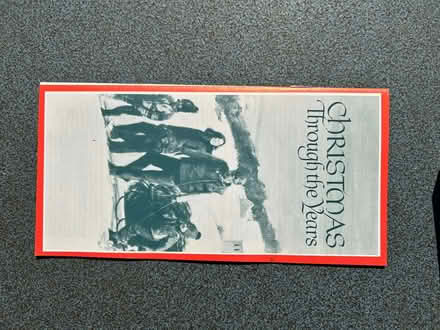 CHRISTMAS
Through the Years